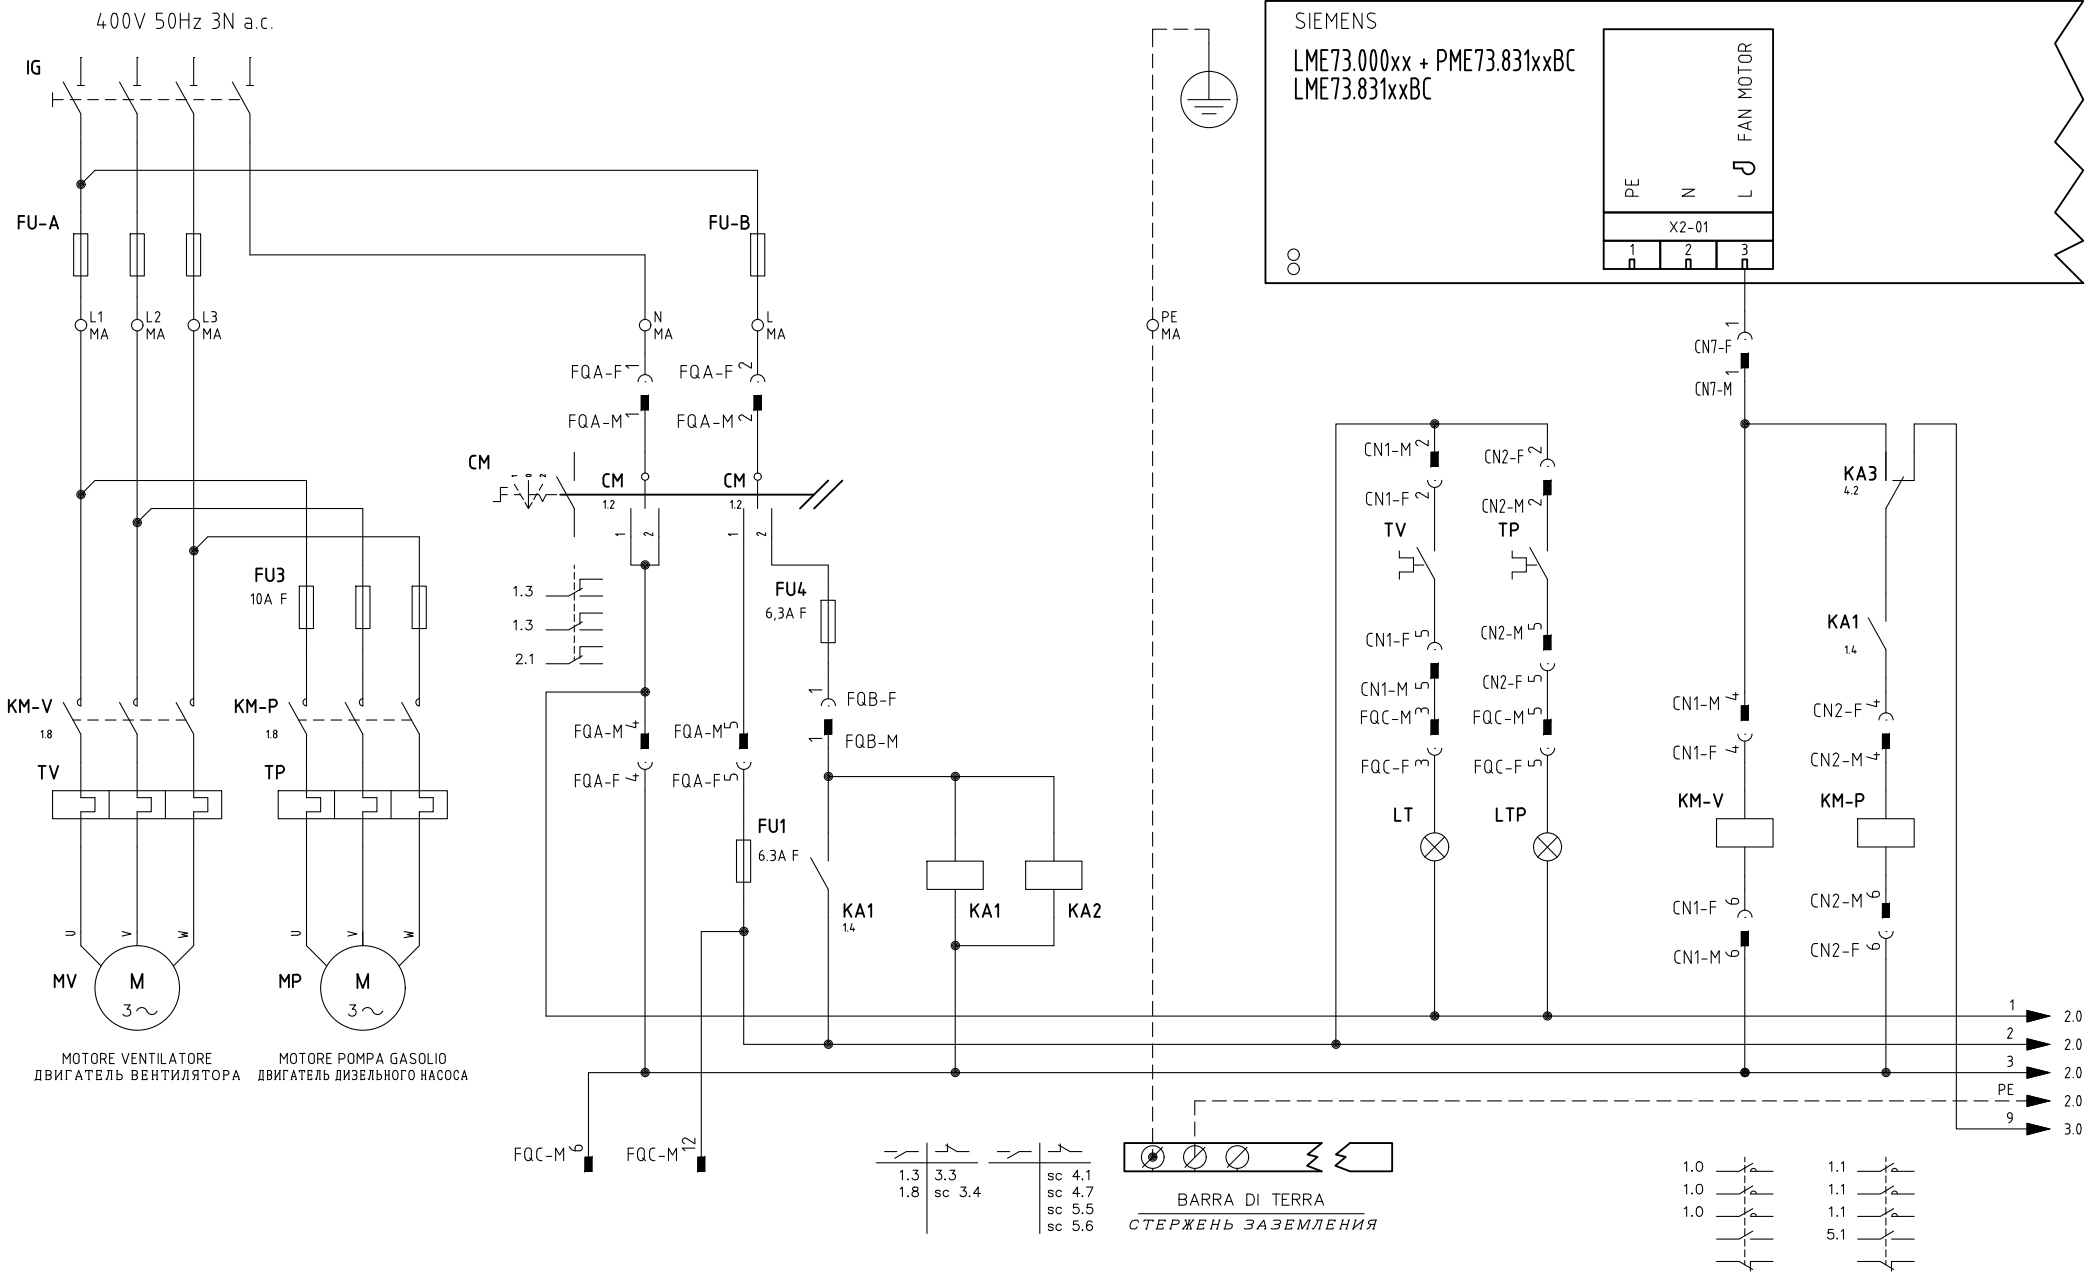 400V 50Hz 3N a.c.
IG
SIEMENS
LME73.000xx + PME73.831xxBC
LME73.831xxBC
FAN MOTOR
PE
N
L
X2-01
1
2
3
FU-A
FU-B
L1
MA
L2
MA
L3
MA
N
MA
L
MA
PE
MA
1
CN7-F
1
CN7-M
FQA-F 1
FQA-F 2
FQA-M 1
FQA-M 2
CM
1
0
2
CM
1.2
CM
1.2
1
2
1
2
CN1-M 2
CN1-F 2
CN2-F 2
CN2-M 2
KA3
4.2
TV
TP
FU3
10A F
1.3
1.3
2.1
FU4
6,3A F
KA1
1.4
CN1-F 5
CN1-M 5
CN2-M 5
CN2-F 5
KM-V
1.8
KM-P
1.8
1
FQB-F
1
FQB-M
FQA-M 4
FQA-M 5
FQA-F 4
FQA-F 5
FQC-M 3
FQC-F 3
FQC-M 5
FQC-F 5
CN1-M 4
CN1-F 4
CN2-F 4
CN2-M 4
TV
TP
LT
LTP
KM-V
KM-P
FU1
6.3A F
KA1
1.4
KA1
KA2
CN1-F 6
CN1-M 6
CN2-M 6
CN2-F 6
U
V
W
U
V
W
MV
M
3
MP
M
3
MOTORE VENTILATORE
ДВИГАТЕЛЬ ВЕНТИЛЯТОРА
MOTORE POMPA GASOLIO
ДВИГАТЕЛЬ ДИЗЕЛЬНОГО НАСОСА
1 2.0
2 2.0
3 2.0
PE 2.0
9 3.0
FQC-M 6
FQC-M 12
1.3 3.3
1.8 sc 3.4
sc 4.1
sc 4.7
sc 5.5
sc 5.6
BARRA DI TERRA
СТЕРЖЕНЬ ЗАЗЕМЛЕНИЯ
1.0
1.0
1.0
1.1
1.1
1.1
5.1